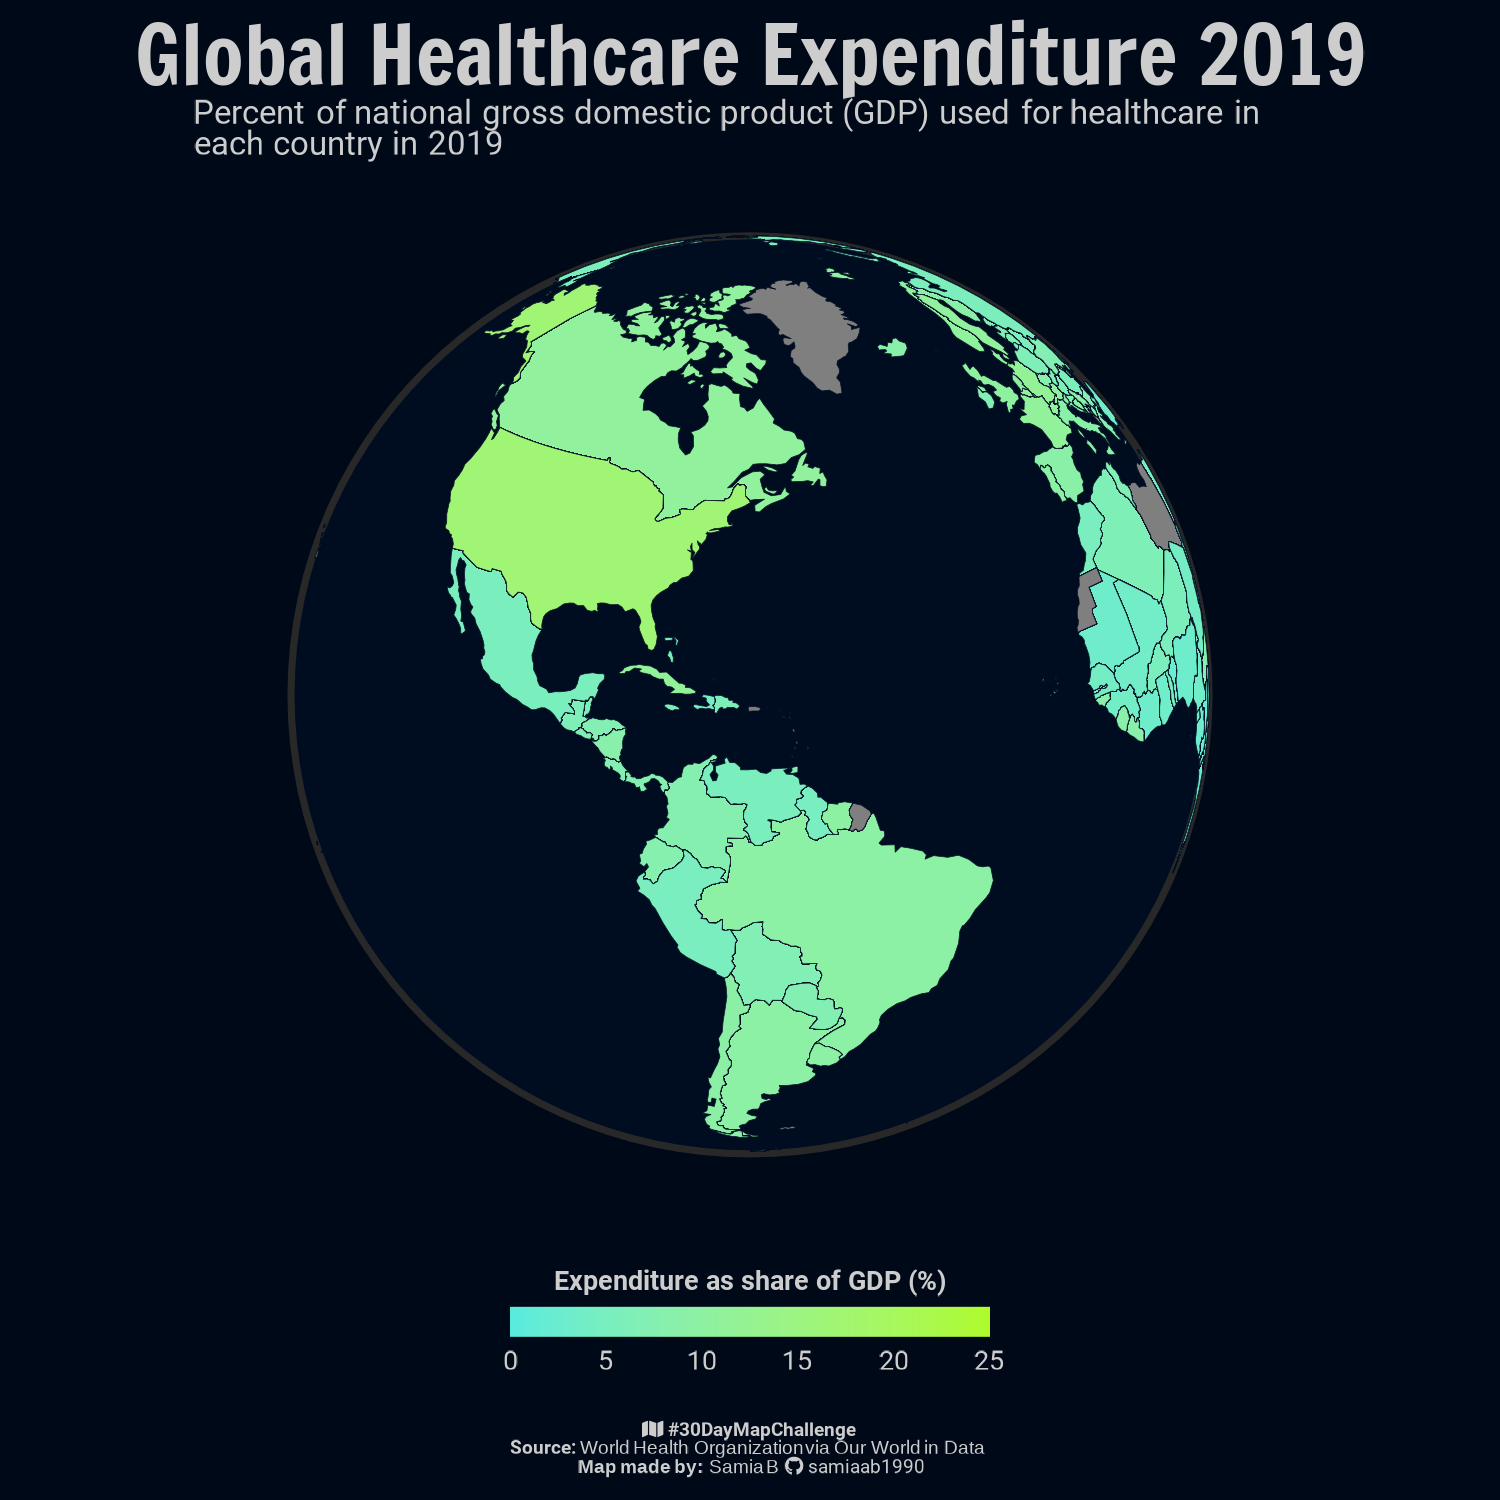 Global Healthcare Expenditure 2019
Percent of national gross domestic product (GDP) used for healthcare in
each country in 2019
Expenditure as share of GDP (%)
0 5 10 15 20 25
#30DayMapChallenge
Source: World Health Organization via Our World in Data
Map made by: Samia B samiaab1990